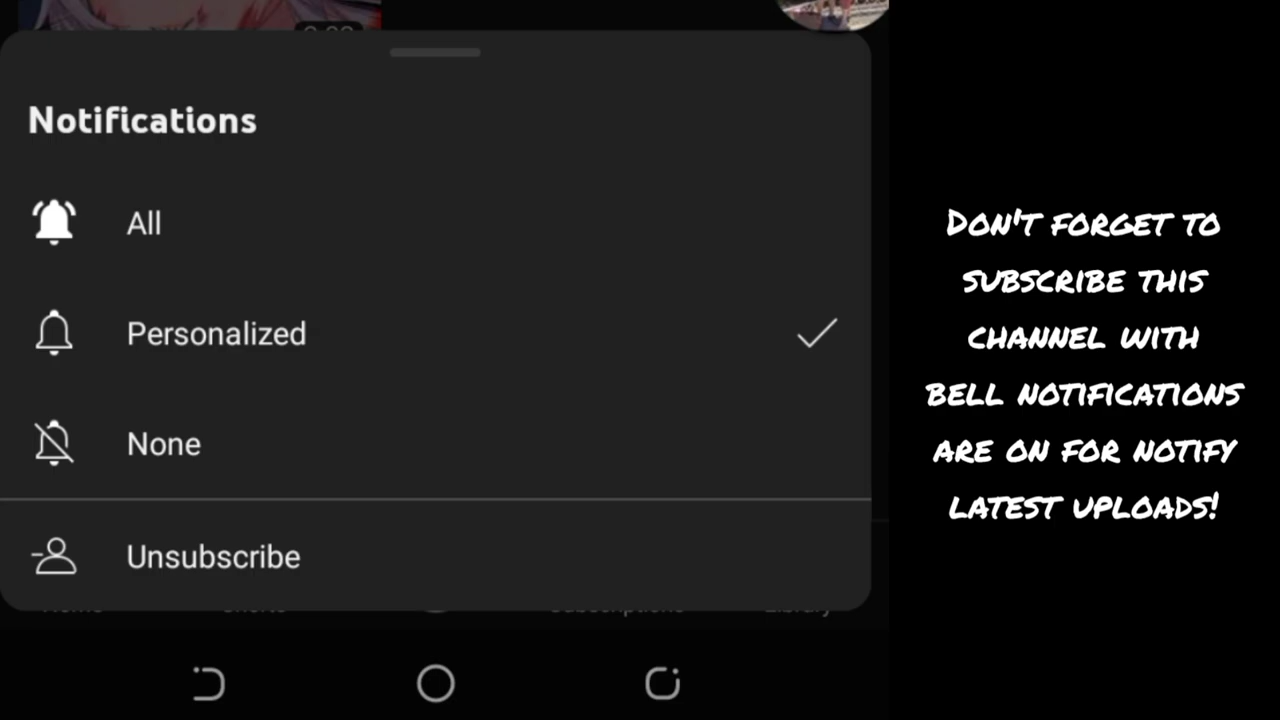 Notifications
All
Personalized
None
Unsubscribe
Don't forget to
subscribe this
channel with
bell notifications
are on for notify
latest uploads!